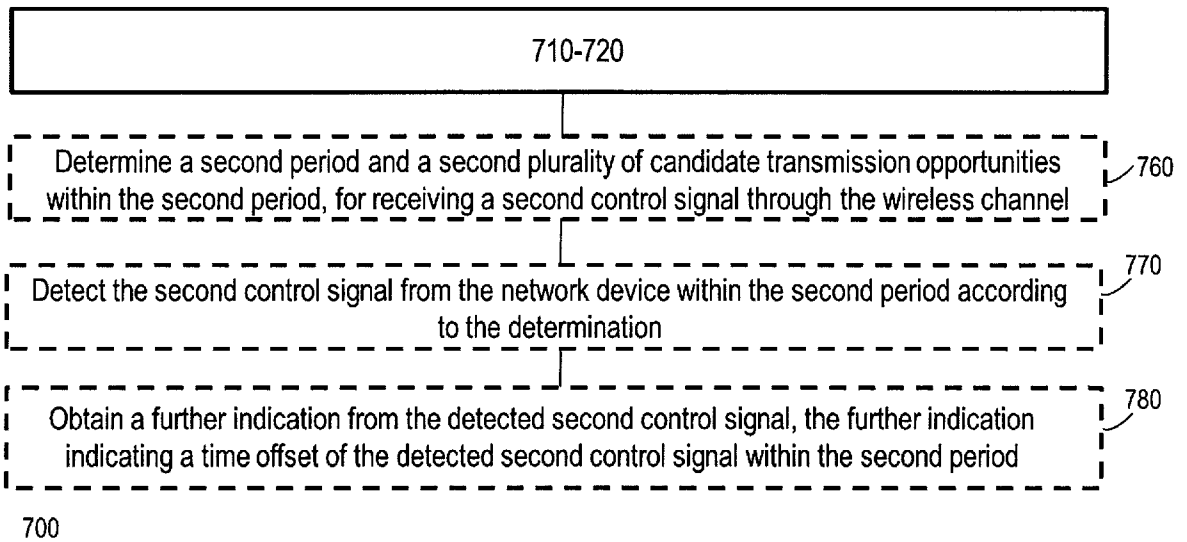 710-720
Determine a second period and a second plurality of candidate transmission opportunities
within the second period, for receiving a second control signal through the wireless channel
760
Detect the second control signal from the network device within the second period according
to the determination
770
Obtain a further indication from the detected second control signal, the further indication
indicating a time offset of the detected second control signal within the second period
780
700